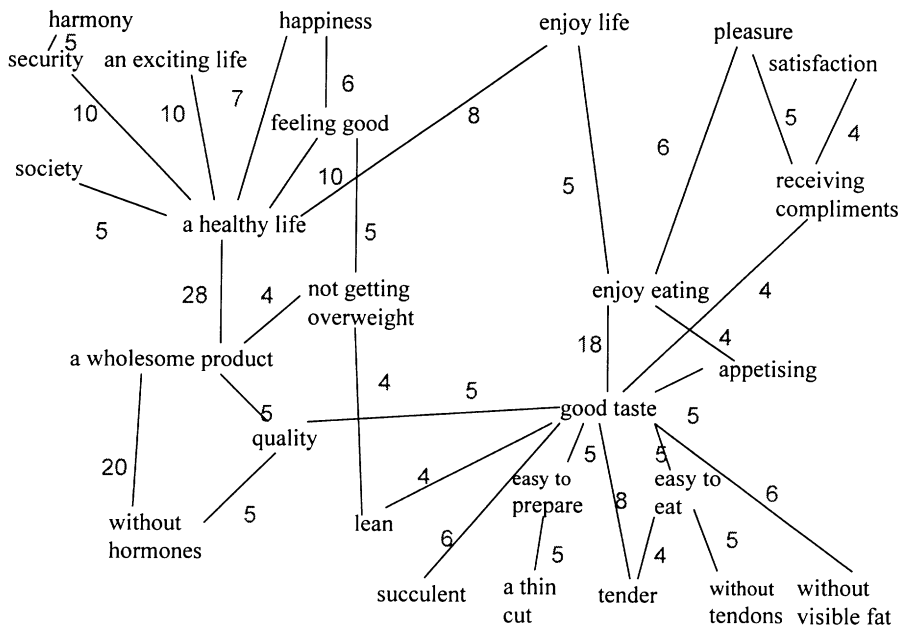 harmony
happiness
enjoy life
pleasure
5
security
an exciting life
satisfaction
10
10
7
6
8
5
4
feeling good
6
society
10
5
receiving
compliments
5
a healthy life
5
28
4
not getting
overweight
enjoy eating
4
18
4
a wholesome product
appetising
4
5
5
good taste
5
quality
20
5
4
5
easy to
prepare
8
5
easy to
eat
6
without
hormones
lean
6
5
4
5
succulent
a thin
cut
tender
without
tendons
without
visible fat